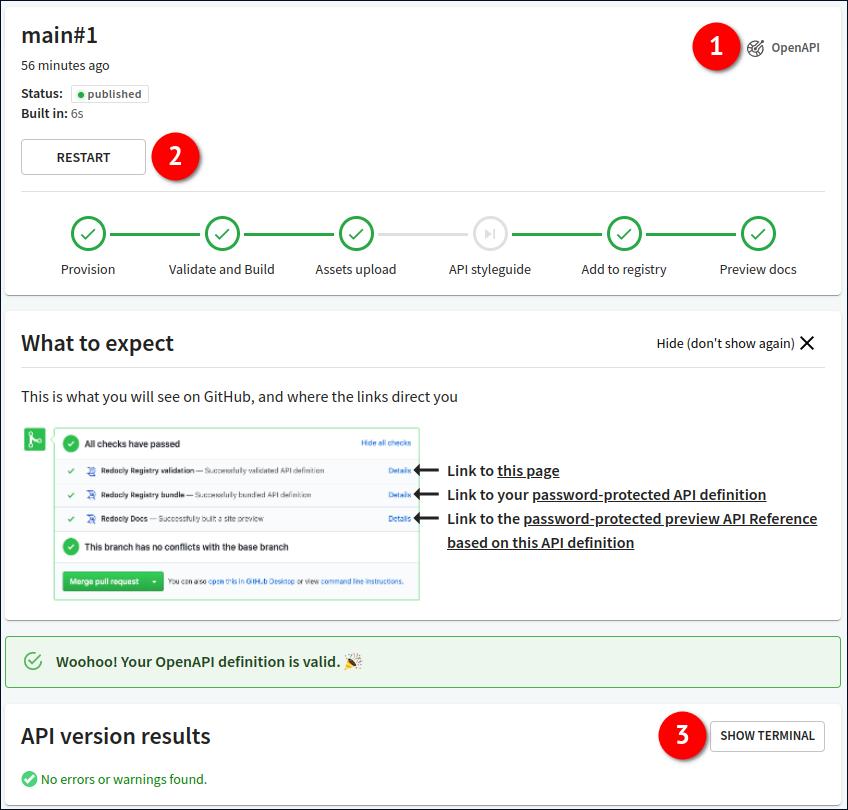 main#1
1
OpenAPI
56 minutes ago
Status: published
Built in: 6s
RESTART
2
Provision
Validate and Build
Assets upload
API styleguide
Add to registry
Preview docs
What to expect
Hide (don't show again)
This is what you will see on GitHub, and where the links direct you
All checks have passed
Hide all checks
Redocly Registry validation — Successfully validated API definition
Details
Link to this page
Redocly Registry bundle — Successfully bundled API definition
Details
Link to your password-protected API definition
Redocly Docs — Successfully built a site preview
Details
Link to the password-protected preview API Reference
based on this API definition
This branch has no conflicts with the base branch
Merge pull request
You can also open this in GitHub Desktop or view command line instructions.
Woohoo! Your OpenAPI definition is valid. 🎉
API version results
3
SHOW TERMINAL
No errors or warnings found.